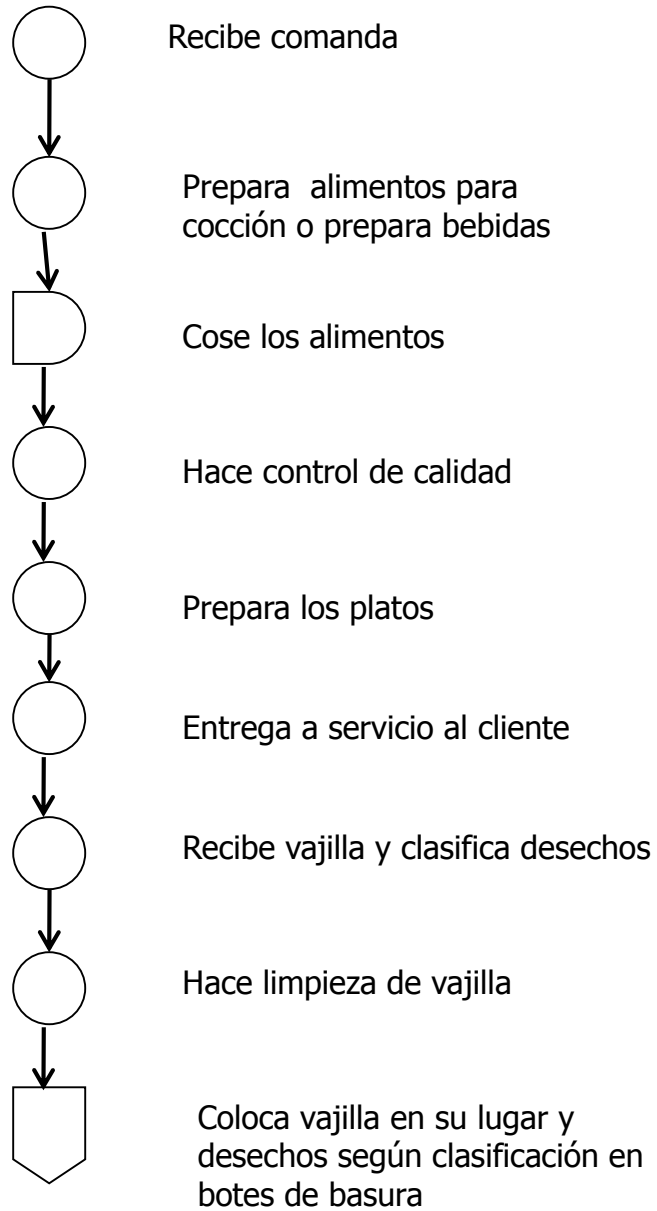 Recibe comanda
Prepara  alimentos para
cocción o prepara bebidas
Cose los alimentos
Hace control de calidad
Prepara los platos
Entrega a servicio al cliente
Recibe vajilla y clasifica desechos
Hace limpieza de vajilla
Coloca vajilla en su lugar y
desechos según clasificación en
botes de basura